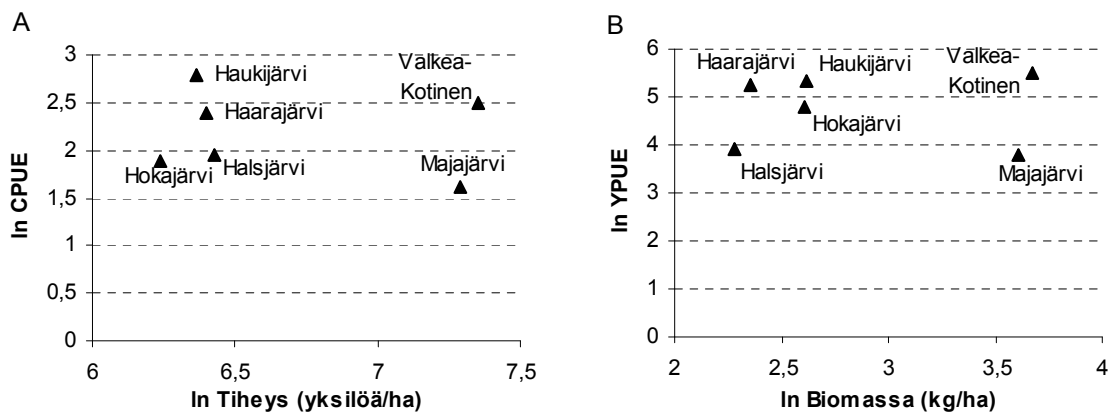 A
ln CPUE
3
2,5
2
1,5
1
0,5
0
6
6,5
7
7,5
ln Tiheys (yksilöä/ha)
Haukijärvi
Haarajärvi
Hokajärvi
Halsjärvi
Valkea-
Kotinen
Majajärvi
B
ln YPUE
6
5
4
3
2
1
0
2
2,5
3
3,5
4
ln Biomassa (kg/ha)
Haarajärvi
Haukijärvi
Hokajärvi
Halsjärvi
Valkea-
Kotinen
Majajärvi